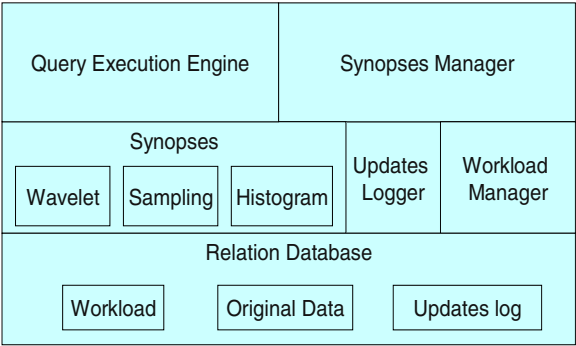 Query Execution Engine
Synopses Manager
Synopses
Wavelet
Sampling
Histogram
Updates
Logger
Workload
Manager
Relation Database
Workload
Original Data
Updates log